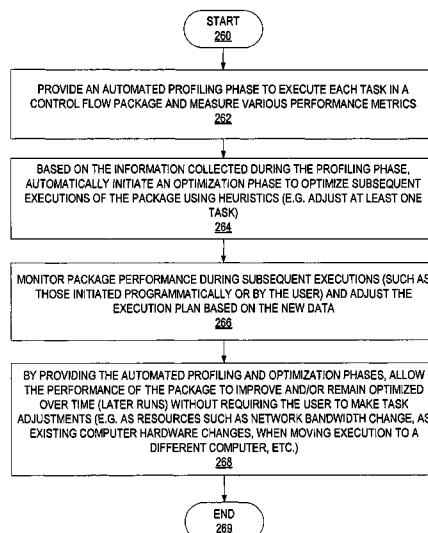 START
260
PROVIDE AN AUTOMATED PROFILING PHASE TO EXECUTE EACH TASK IN A
CONTROL FLOW PACKAGE AND MEASURE VARIOUS PERFORMANCE METRICS
262
BASED ON THE INFORMATION COLLECTED DURING THE PROFILING PHASE,
AUTOMATICALLY INITIATE AN OPTIMIZATION PHASE TO OPTIMIZE SUBSEQUENT
EXECUTIONS OF THE PACKAGE USING HEURISTICS (E.G. ADJUST AT LEAST ONE
TASK)
264
MONITOR PACKAGE PERFORMANCE DURING SUBSEQUENT EXECUTIONS (SUCH AS
THOSE INITIATED PROGRAMMATICALLY OR BY THE USER) AND ADJUST THE
EXECUTION PLAN BASED ON THE NEW DATA
266
BY PROVIDING THE AUTOMATED PROFILING AND OPTIMIZATION PHASES, ALLOW
THE PERFORMANCE OF THE PACKAGE TO IMPROVE AND/OR REMAIN OPTIMIZED
OVER TIME (LATER RUNS) WITHOUT REQUIRING THE USER TO MAKE TASK
ADJUSTMENTS (E.G. AS RESOURCES SUCH AS NETWORK BANDWIDTH CHANGE, AS
EXISTING COMPUTER HARDWARE CHANGES, WHEN MOVING EXECUTION TO A
DIFFERENT COMPUTER, ETC.)
268
END
269